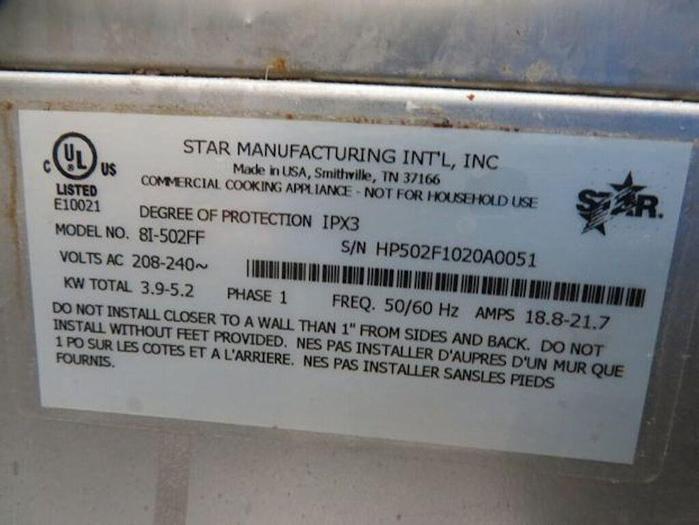 STAR MANUFACTURING INT'L, INC
Made in USA, Smithville, TN 37166
COMMERCIAL COOKING APPLIANCE - NOT FOR HOUSEHOLD USE
C UL ® US
LISTED
E10021
STAR.
DEGREE OF PROTECTION IPX3
MODEL NO. 8I-502FF
S/N HP502F1020A0051
VOLTS AC 208-240~
KW TOTAL 3.9-5.2 PHASE 1 FREQ. 50/60 Hz AMPS 18.8-21.7
DO NOT INSTALL CLOSER TO A WALL THAN 1" FROM SIDES AND BACK. DO NOT
INSTALL WITHOUT FEET PROVIDED. NES PAS INSTALLER D'AUPRES D'UN MUR QUE
1 PO SUR LES COTES ET A L'ARRIERE. NES PAS INSTALLER SANSLES PIEDS
FOURNIS.